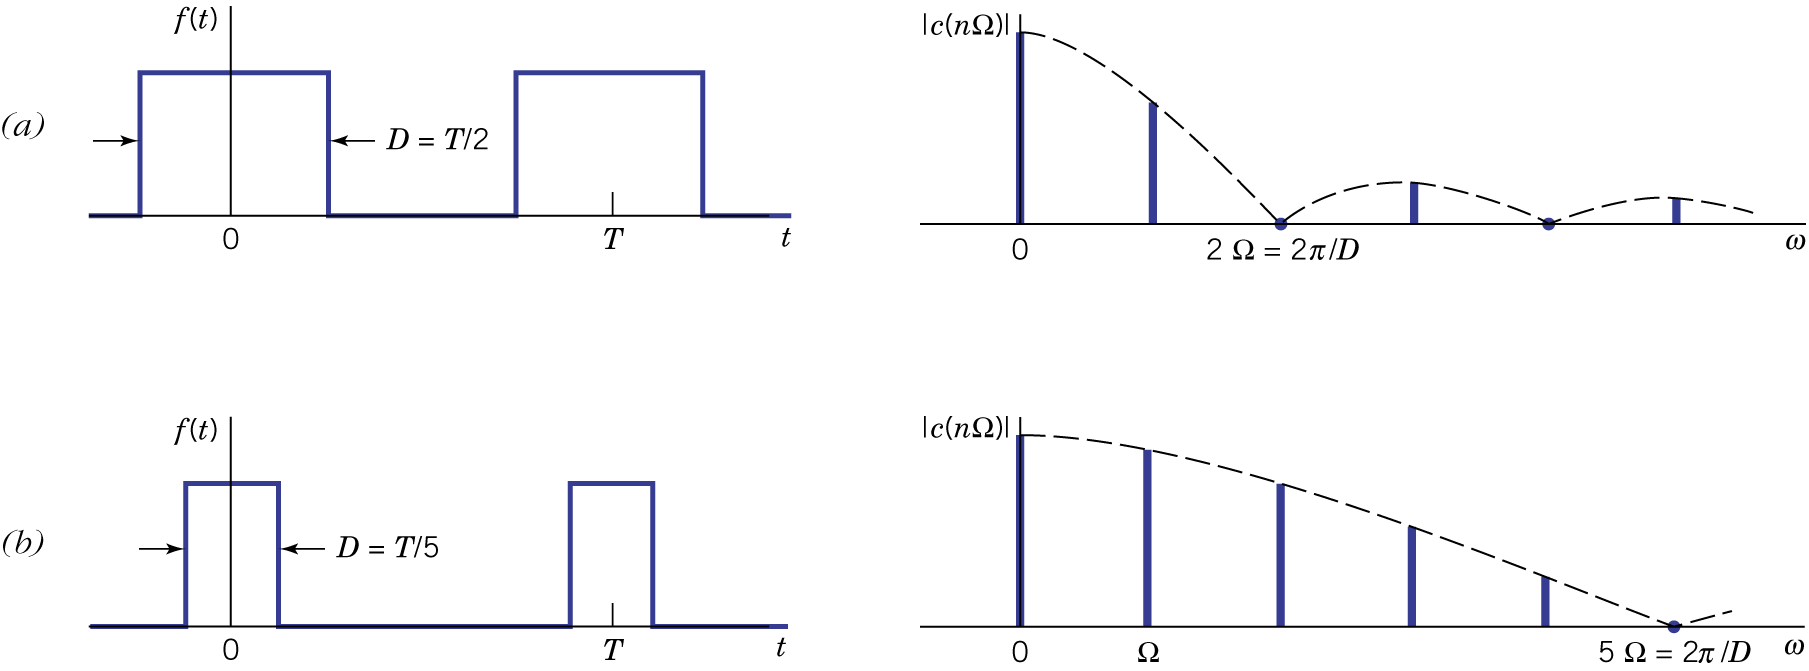 f(t)
|c(nΩ)|
(a)
D = T/2
0
T
t
0
2 Ω = 2π/D
ω
f(t)
|c(nΩ)|
(b)
D = T/5
0
T
t
0
Ω
5 Ω = 2π/D
ω